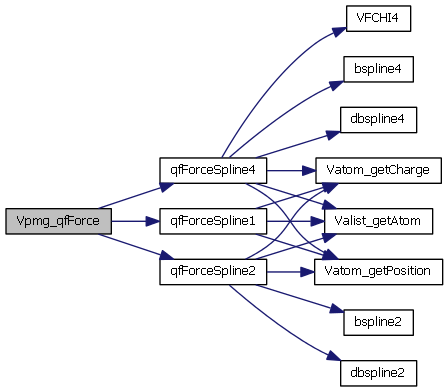 Vpmg_qfForce
qfForceSpline4
qfForceSpline1
qfForceSpline2
VFCHI4
bspline4
dbspline4
Vatom_getCharge
Valist_getAtom
Vatom_getPosition
bspline2
dbspline2